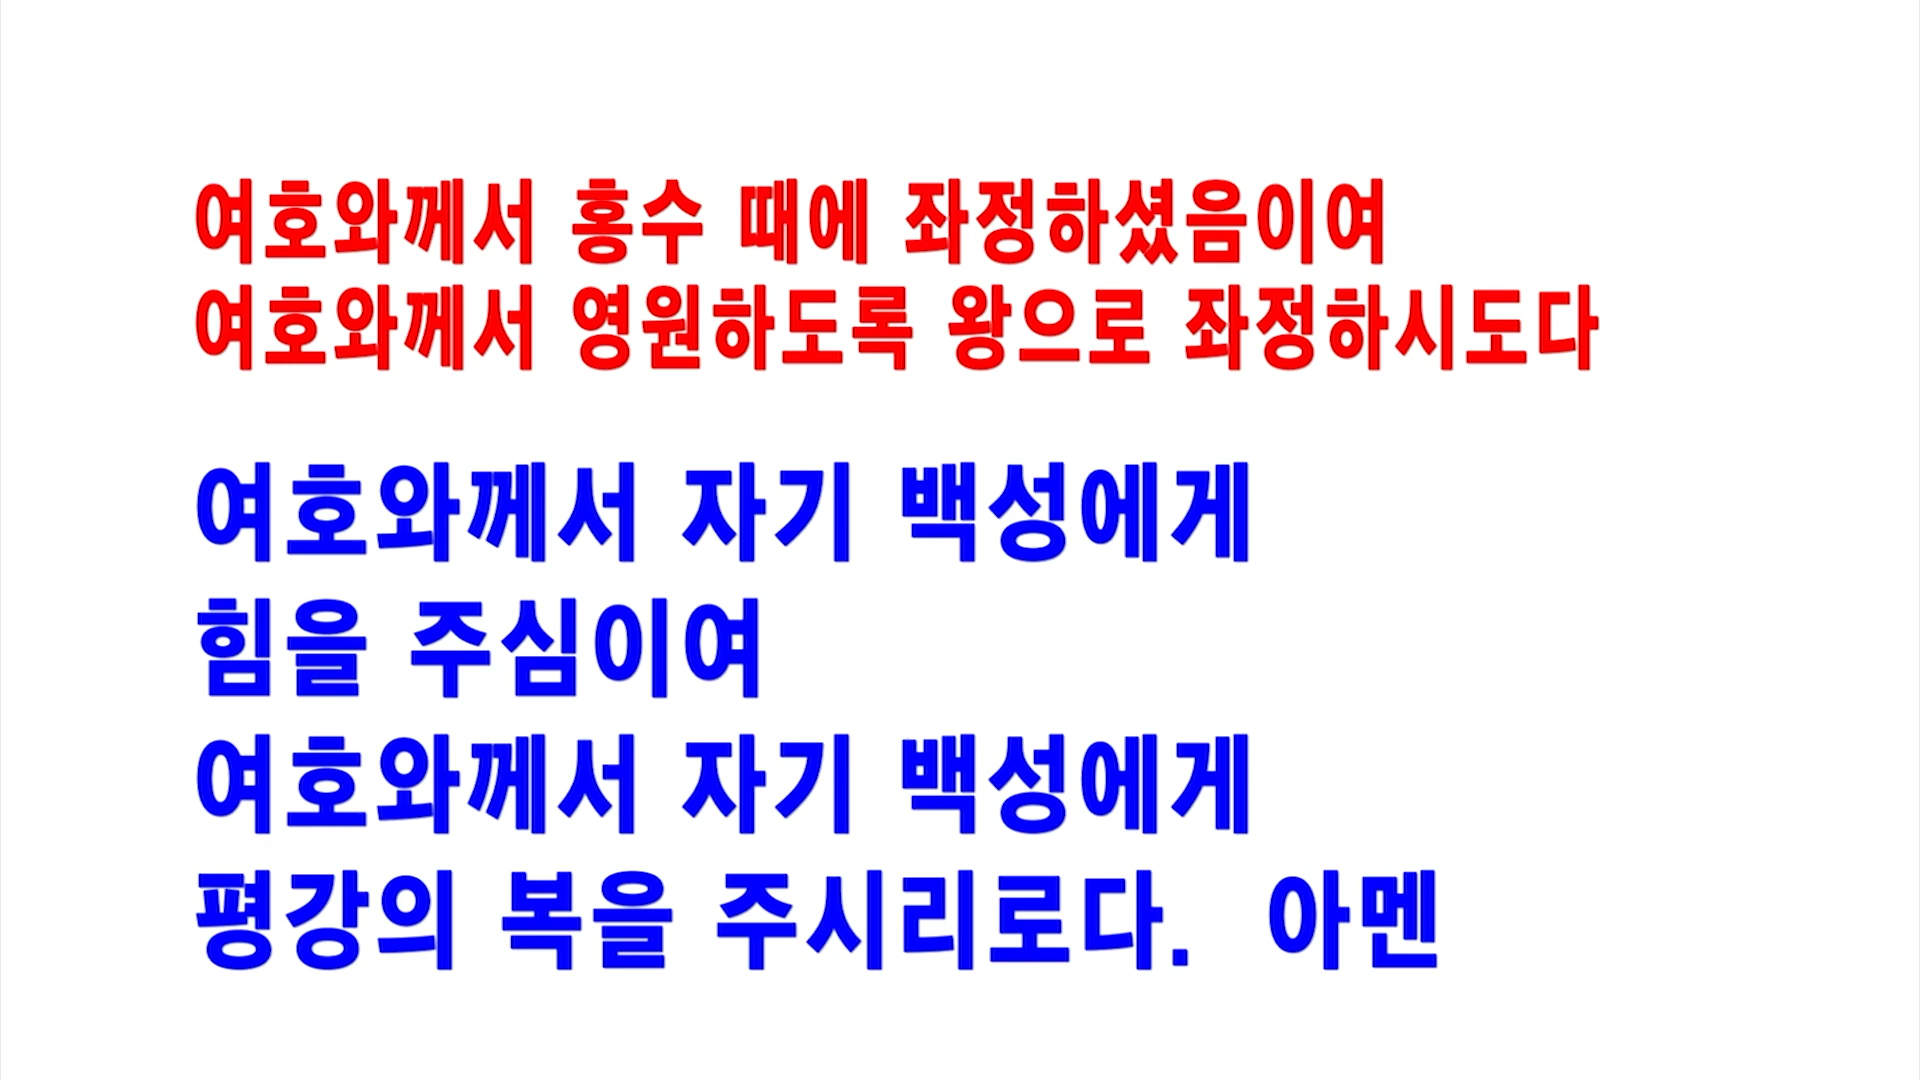 여호와께서 홍수 때에 좌정하셨음이여
여호와께서 영원하도록 왕으로 좌정하시도다
여호와께서 자기 백성에게
힘을 주심이여
여호와께서 자기 백성에게
평강의 복을 주시리로다.  아멘